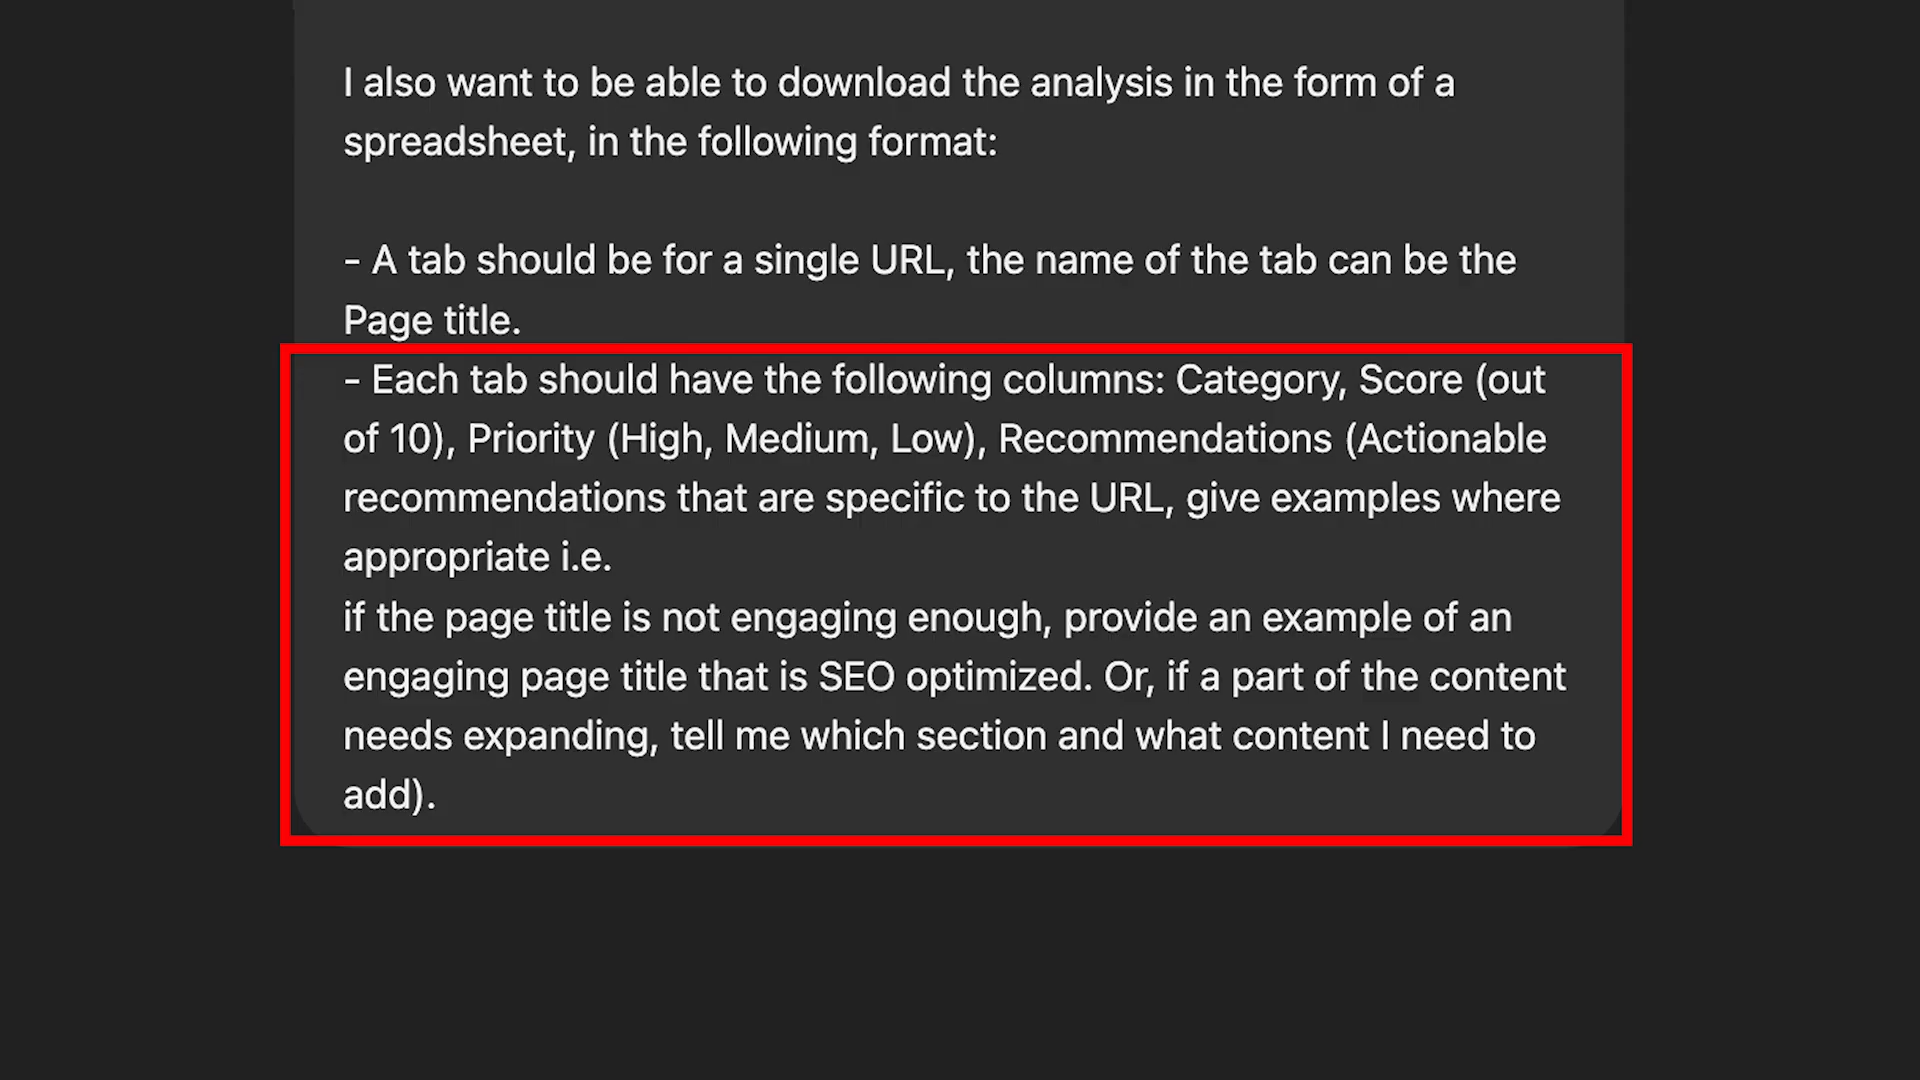 I also want to be able to download the analysis in the form of a
spreadsheet, in the following format:
- A tab should be for a single URL, the name of the tab can be the
Page title.
- Each tab should have the following columns: Category, Score (out
of 10), Priority (High, Medium, Low), Recommendations (Actionable
recommendations that are specific to the URL, give examples where
appropriate i.e.
if the page title is not engaging enough, provide an example of an
engaging page title that is SEO optimized. Or, if a part of the content
needs expanding, tell me which section and what content I need to
add).